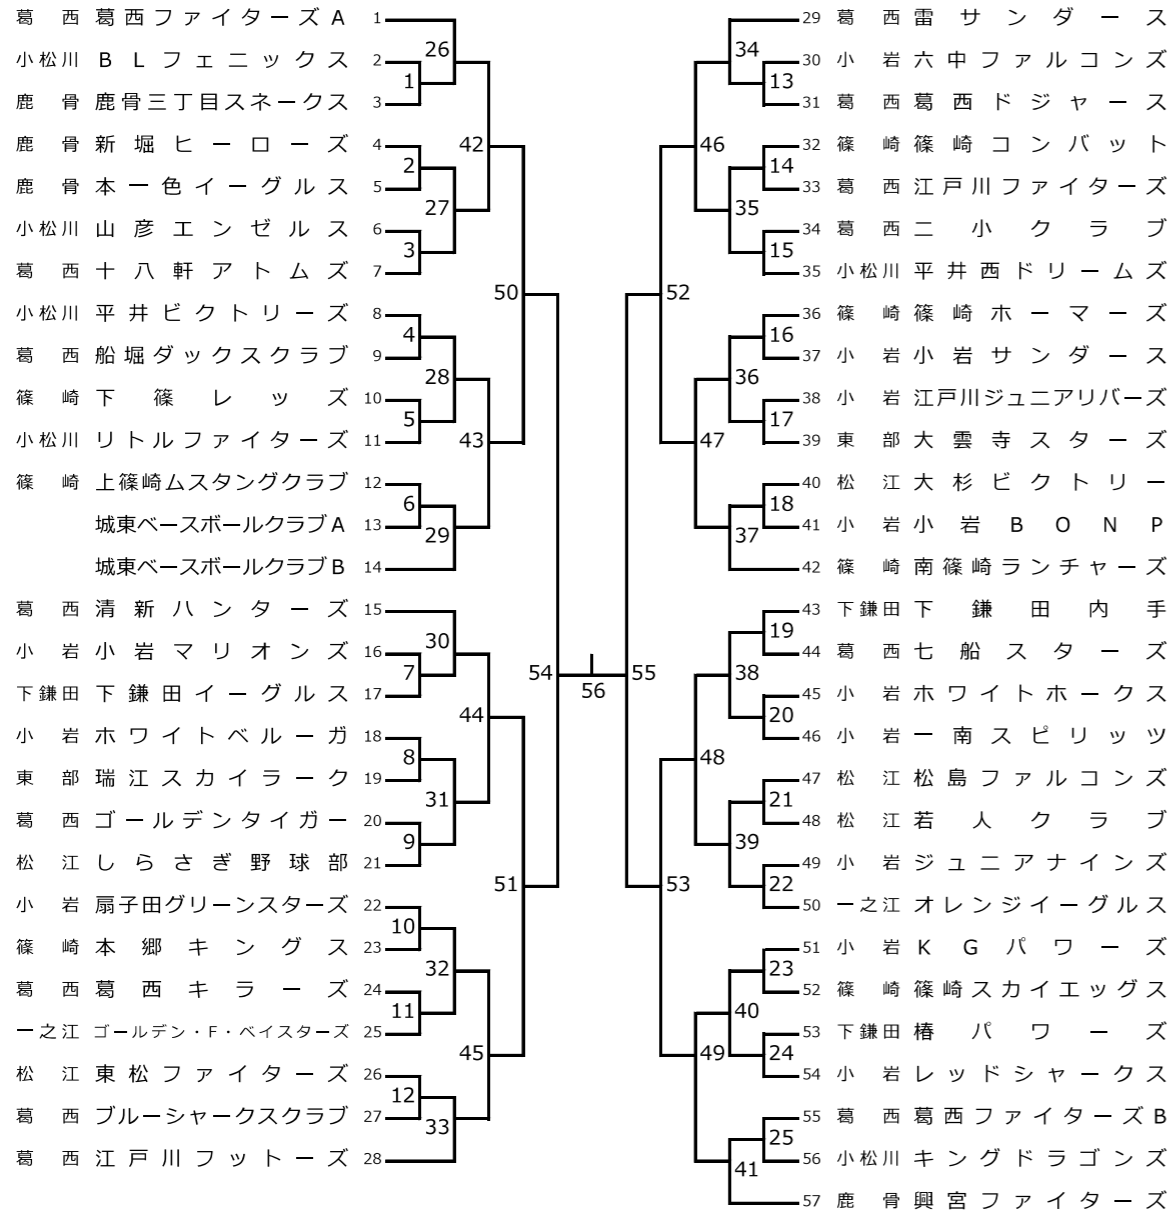 葛西 葛西ファイターズA 1
小松川 BLフェニックス 2
鹿骨 鹿骨三丁目スネークス 3
鹿骨 新堀ヒーローズ 4
鹿骨 本一色イーグルス 5
小松川 山彦エンゼルス 6
葛西 十八軒アトムズ 7
小松川 平井ビクトリーズ 8
葛西 船堀ダックスクラブ 9
篠崎 下篠レッズ 10
小松川 リトルファイターズ 11
篠崎 上篠崎ムスタングクラブ 12
城東ベースボールクラブA 13
城東ベースボールクラブB 14
葛西 清新ハンターズ 15
小岩 小岩マリオンズ 16
下鎌田 下鎌田イーグルス 17
小岩 ホワイトベルーガ 18
東部 瑞江スカイラーク 19
葛西 ゴールデンタイガー 20
松江 しらさぎ野球部 21
小岩 扇子田グリーンスターズ 22
篠崎 本郷キングス 23
葛西 葛西キラーズ 24
一之江 ゴールデン・F・ベイスターズ 25
松江 東松ファイターズ 26
葛西 ブルーシャークスクラブ 27
葛西 江戸川フットーズ 28
26
1
42
2
27
3
50
4
28
5
43
6
29
30
7
54
44
8
31
9
51
10
32
11
45
12
33
56
34
13
46
14
35
15
52
16
36
17
47
18
37
19
55
38
20
48
21
39
22
53
23
40
49
24
25
41
29 葛西 雷サンダース
30 小岩 六中ファルコンズ
31 葛西 葛西ドジャース
32 篠崎 篠崎コンバット
33 葛西 江戸川ファイターズ
34 葛西 二小クラブ
35 小松川 平井西ドリームズ
36 篠崎 篠崎ホーマーズ
37 小岩 小岩サンダース
38 小岩 江戸川ジュニアリバーズ
39 東部 大雲寺スターズ
40 松江 大杉ビクトリー
41 小岩 小岩BONP
42 篠崎 南篠崎ランチャーズ
43 下鎌田 下鎌田内手
44 葛西 七船スターズ
45 小岩 ホワイトホークス
46 小岩 一南スピリッツ
47 松江 松島ファルコンズ
48 松江 若人クラブ
49 小岩 ジュニアナインズ
50 一之江 オレンジイーグルス
51 小岩 KGパワーズ
52 篠崎 篠崎スカイエッグス
53 下鎌田 椿パワーズ
54 小岩 レッドシャークス
55 葛西 葛西ファイターズB
56 小松川 キングドラゴンズ
57 鹿骨 興宮ファイターズ